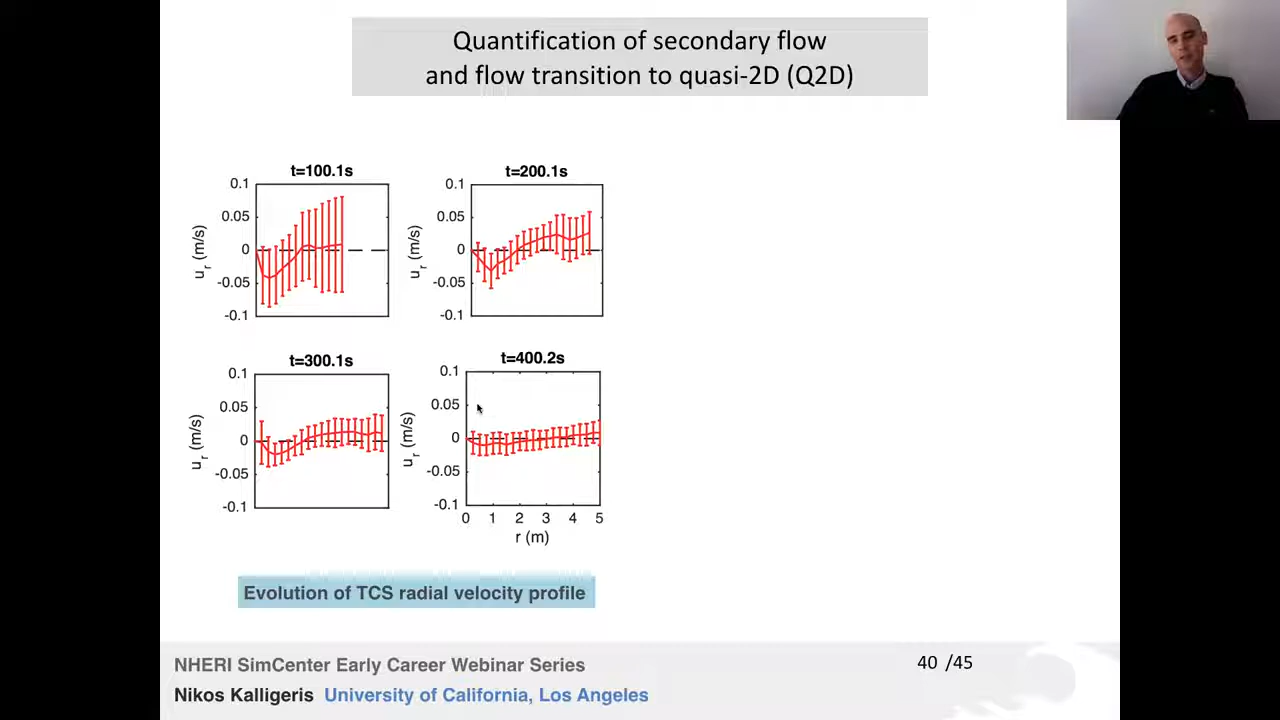 Quantification of secondary flow
and flow transition to quasi-2D (Q2D)
t=100.1s
0.1
0.05
0
-0.05
-0.1
u_r (m/s)
t=200.1s
0.1
0.05
0
-0.05
-0.1
u_r (m/s)
t=300.1s
0.1
0.05
0
-0.05
-0.1
u_r (m/s)
t=400.2s
0.1
0.05
0
-0.05
-0.1
u_r (m/s)
0 1 2 3 4 5
r (m)
Evolution of TCS radial velocity profile
NHERI SimCenter Early Career Webinar Series
40 /45
Nikos Kalligeris University of California, Los Angeles